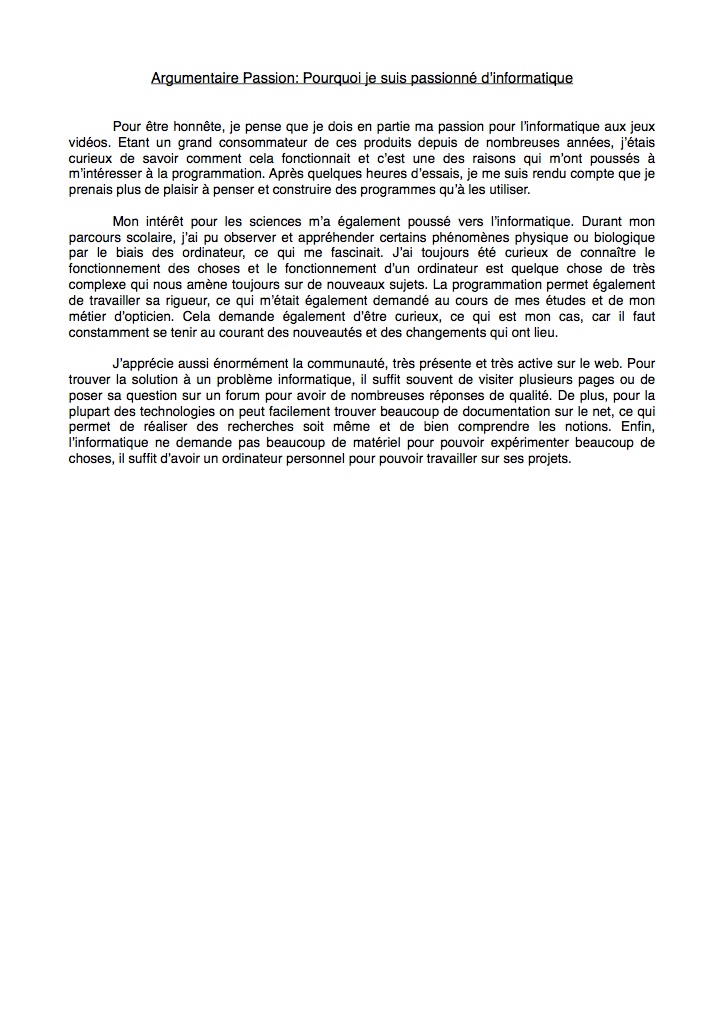 Argumentaire Passion: Pourquoi je suis passionné d'informatique
Pour être honnête, je pense que je dois en partie ma passion pour l'informatique aux jeux
vidéos. Etant un grand consommateur de ces produits depuis de nombreuses années, j'étais
curieux de savoir comment cela fonctionnait et c'est une des raisons qui m'ont poussés à
m'intéresser à la programmation. Après quelques heures d'essais, je me suis rendu compte que je
prenais plus de plaisir à penser et construire des programmes qu'à les utiliser.
Mon intérêt pour les sciences m'a également poussé vers l'informatique. Durant mon
parcours scolaire, j'ai pu observer et appréhender certains phénomènes physique ou biologique
par le biais des ordinateur, ce qui me fascinait. J'ai toujours été curieux de connaître le
fonctionnement des choses et le fonctionnement d'un ordinateur est quelque chose de très
complexe qui nous amène toujours sur de nouveaux sujets. La programmation permet également
de travailler sa rigueur, ce qui m'était également demandé au cours de mes études et de mon
métier d'opticien. Cela demande également d'être curieux, ce qui est mon cas, car il faut
constamment se tenir au courant des nouveautés et des changements qui ont lieu.
J'apprécie aussi énormément la communauté, très présente et très active sur le web. Pour
trouver la solution à un problème informatique, il suffit souvent de visiter plusieurs pages ou de
poser sa question sur un forum pour avoir de nombreuses réponses de qualité. De plus, pour la
plupart des technologies on peut facilement trouver beaucoup de documentation sur le net, ce qui
permet de réaliser des recherches soit même et de bien comprendre les notions. Enfin,
l'informatique ne demande pas beaucoup de matériel pour pouvoir expérimenter beaucoup de
choses, il suffit d'avoir un ordinateur personnel pour pouvoir travailler sur ses projets.